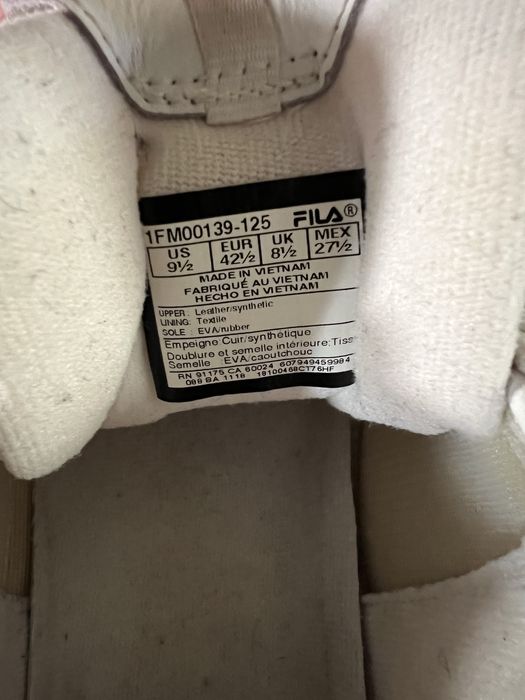 1FM00139-125 FILA®
US EUR UK MEX
9½ 42½ 8½ 27½
MADE IN VIETNAM
FABRIQUÉ AU VIETNAM
HECHO EN VIETNAM
UPPER: Leather/synthetic
LINING: Textile
SOLE: EVA/rubber
Empeigne:Cuir/synthétique
Doublure et semelle intérieure:Tiss
Semelle EVA/caoutchouc
RN 91175 CA 60024 607949459984
088 BA 1118 18100468CT76HF